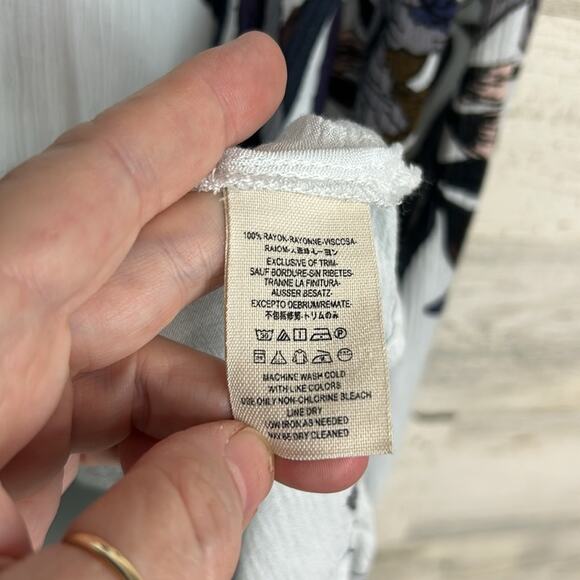 100% RAYON-RAYONNE-VISCOSA-
RAION-人造絲-レーヨン
EXCLUSIVE OF TRIM-
SAUF BORDURE-SIN RIBETES-
TRANNE LA FINITURA-
AUSSER BESATZ-
EXCEPTO DEBRUM/REMATE-
不包括修飾-トリムのみ
MACHINE WASH COLD
WITH LIKE COLORS
USE ONLY NON-CHLORINE BLEACH
LINE DRY
LOW IRON AS NEEDED
MAY BE DRY CLEANED